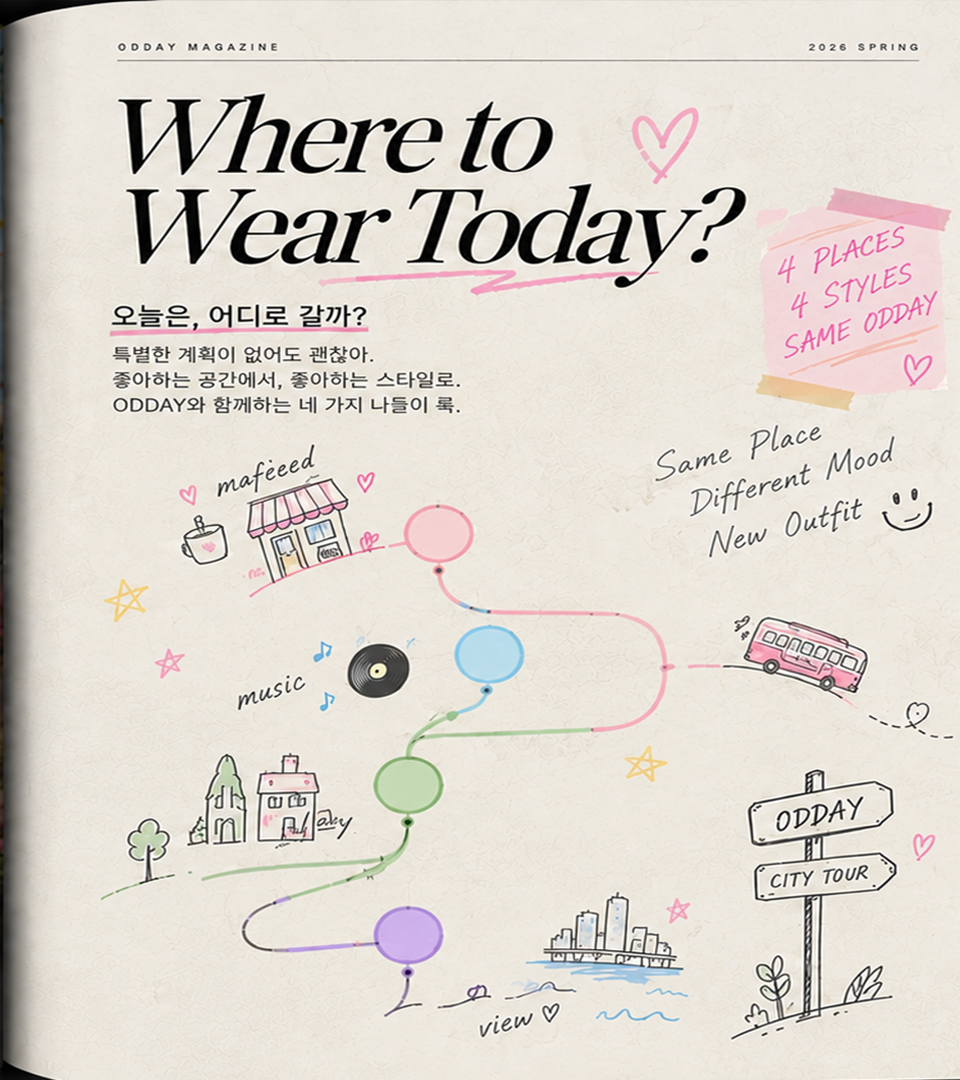 ODDAY MAGAZINE
2026 SPRING
Where to
Wear Today?
4 PLACES
4 STYLES
SAME ODDAY
오늘은, 어디로 갈까?
특별한 계획이 없어도 괜찮아.
좋아하는 공간에서, 좋아하는 스타일로.
ODDAY와 함께하는 네 가지 나들이 룩.
Same Place
Different Mood
New Outfit
mafeeed
music
ODDAY
CITY TOUR
view